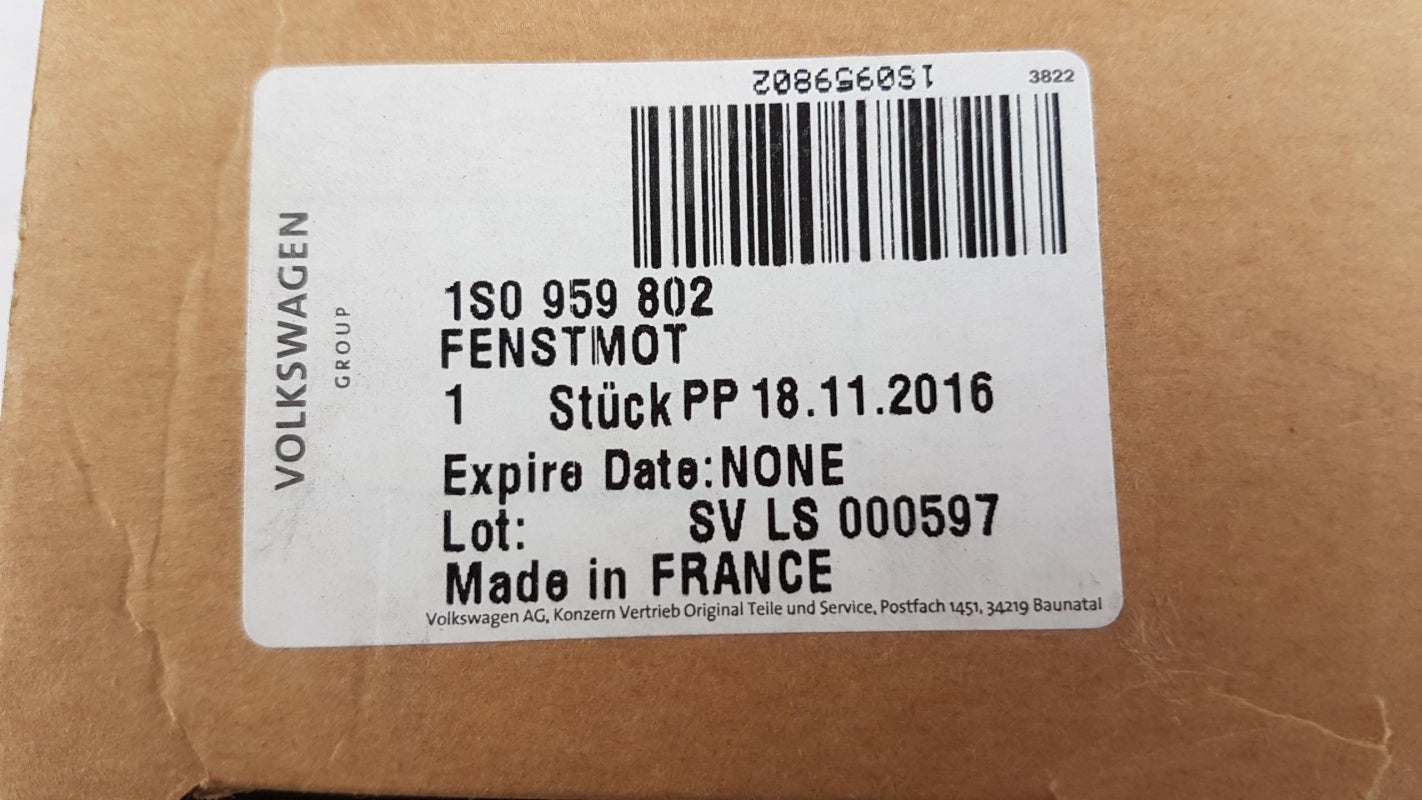 1S0959802
3822
VOLKSWAGEN
GROUP
1S0 959 802
FENSTMOT
1 Stück PP 18.11.2016
Expire Date:NONE
Lot: SV LS 000597
Made in FRANCE
Volkswagen AG, Konzern Vertrieb Original Teile und Service, Postfach 1451, 34219 Baunatal